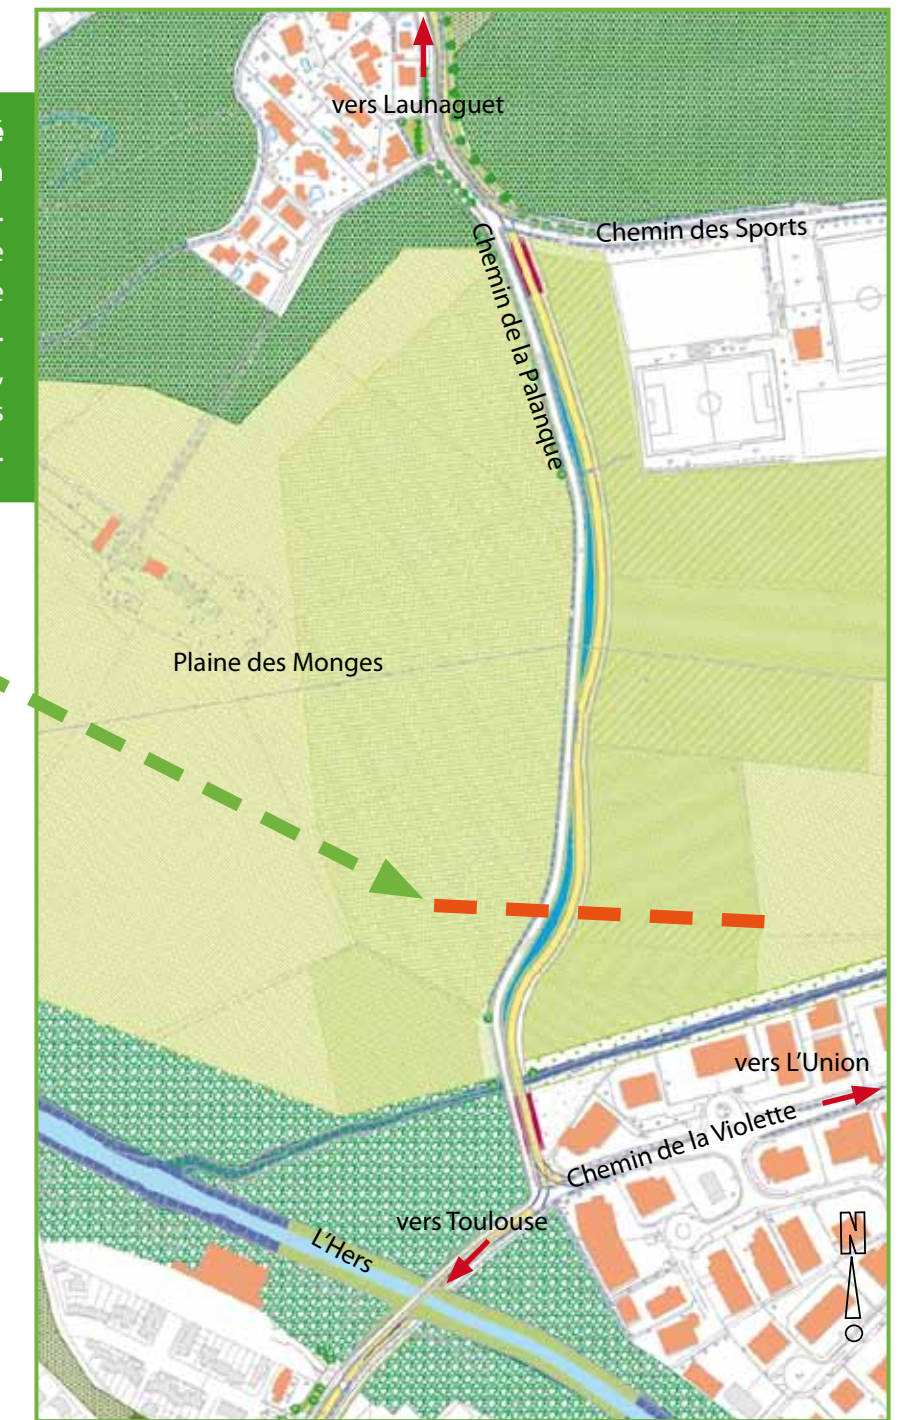 vers Launaguet
Chemin des Sports
Chemin de la Palanque
Plaine des Monges
vers L'Union
Chemin de la Violette
vers Toulouse
L'Hers
N